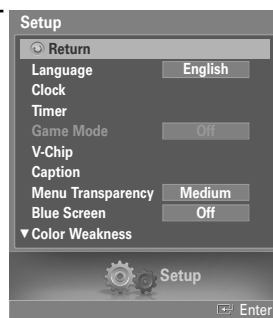 Setup
Return
Language English
Clock
Timer
Game Mode Off
V-Chip
Caption
Menu Transparency Medium
Blue Screen Off
▼Color Weakness
Setup
Enter